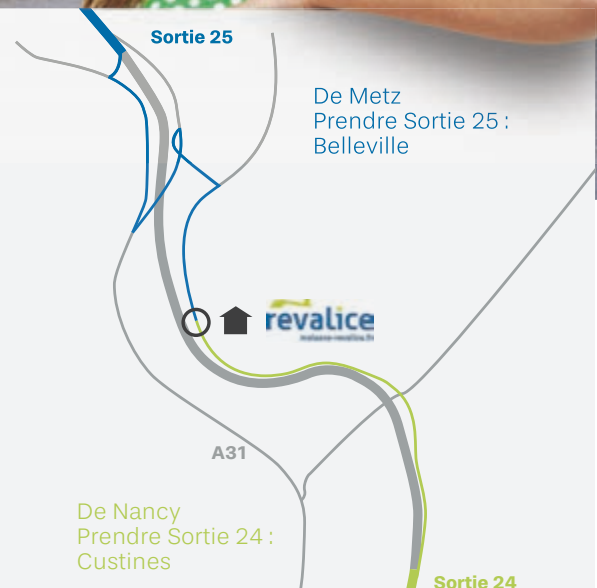 Sortie 25
De Metz
Prendre Sortie 25 :
Belleville
revalice
A31
De Nancy
Prendre Sortie 24 :
Custines
Sortie 24